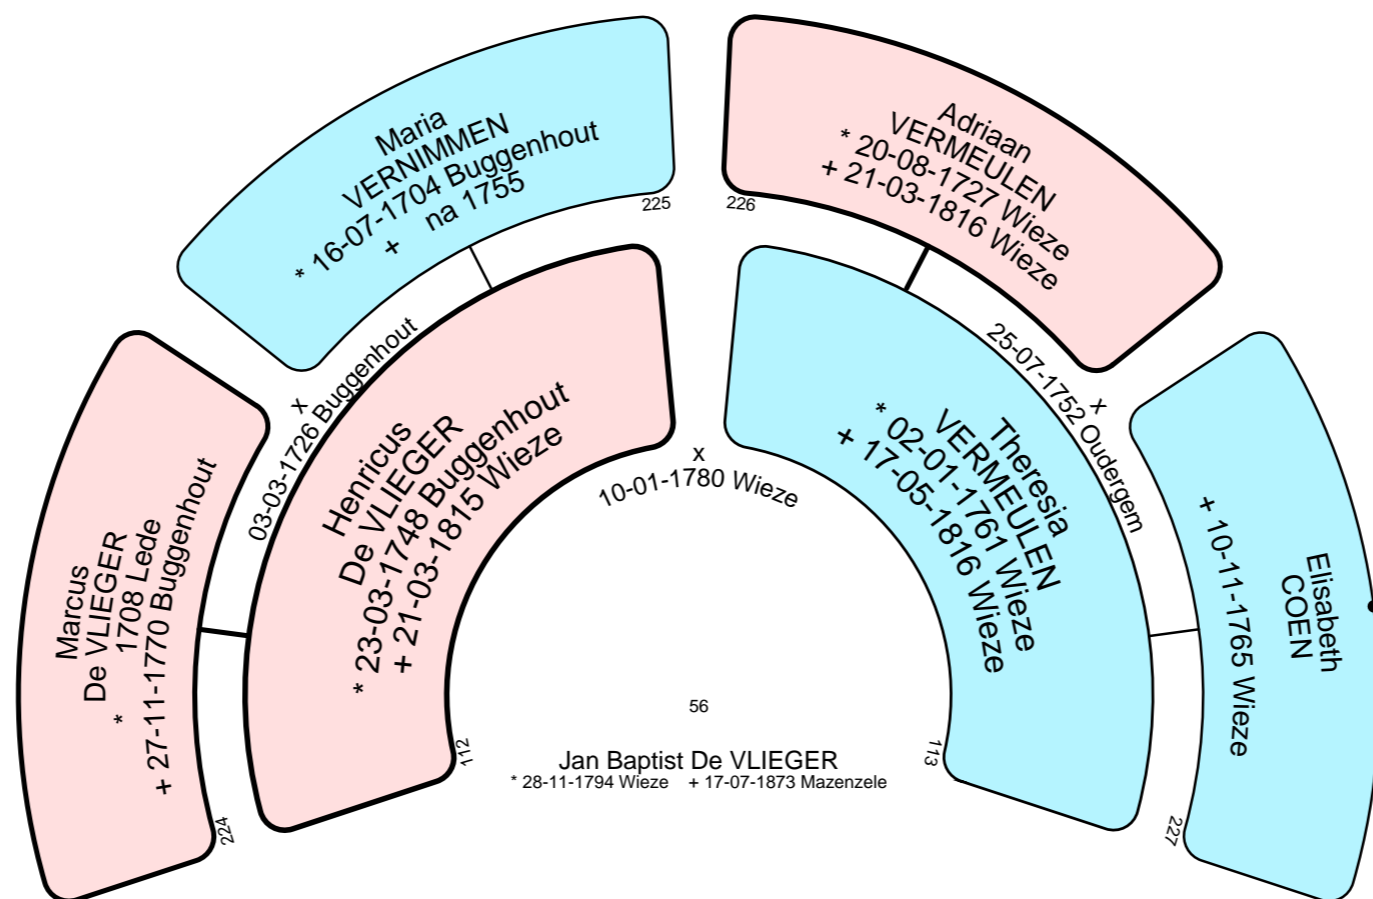 Maria
VERNIMMEN
* 16-07-1704 Buggenhout
+ na 1755
225
Adriaan
VERMEULEN
* 20-08-1727 Wieze
+ 21-03-1816 Wieze
226
Marcus
De VLIEGER
* 1708 Lede
+ 27-11-1770 Buggenhout
224
x
03-03-1726 Buggenhout
Henricus
De VLIEGER
* 23-03-1748 Buggenhout
+ 21-03-1815 Wieze
112
x
10-01-1780 Wieze
Theresia
VERMEULEN
* 02-01-1761 Wieze
+ 17-05-1816 Wieze
113
x
25-07-1752 Oudergem
Elisabeth
COEN
+ 10-11-1765 Wieze
227
56
Jan Baptist De VLIEGER
* 28-11-1794 Wieze + 17-07-1873 Mazenzele